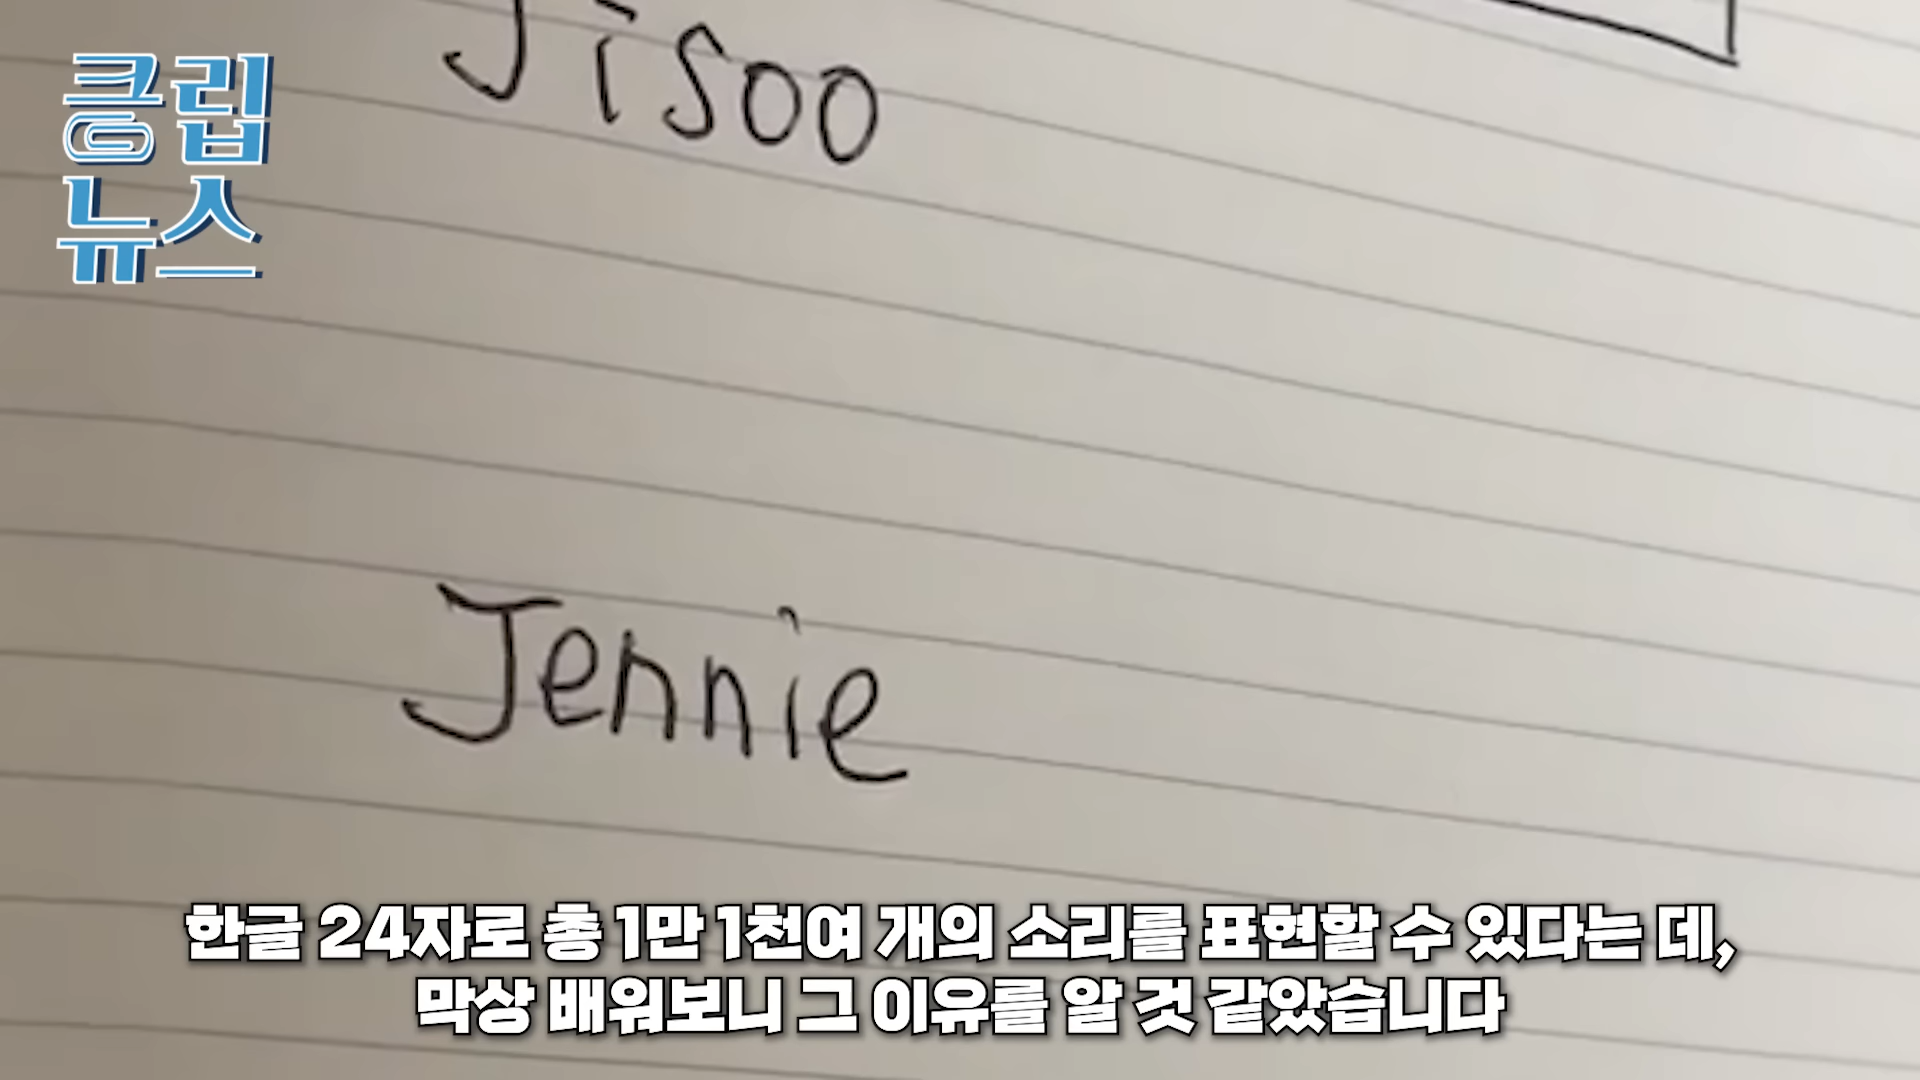 클립
뉴스
Jisoo
Jennie
한글 24자로 총 1만 1천여 개의 소리를 표현할 수 있다는 데,
막상 배워보니 그 이유를 알 것 같았습니다